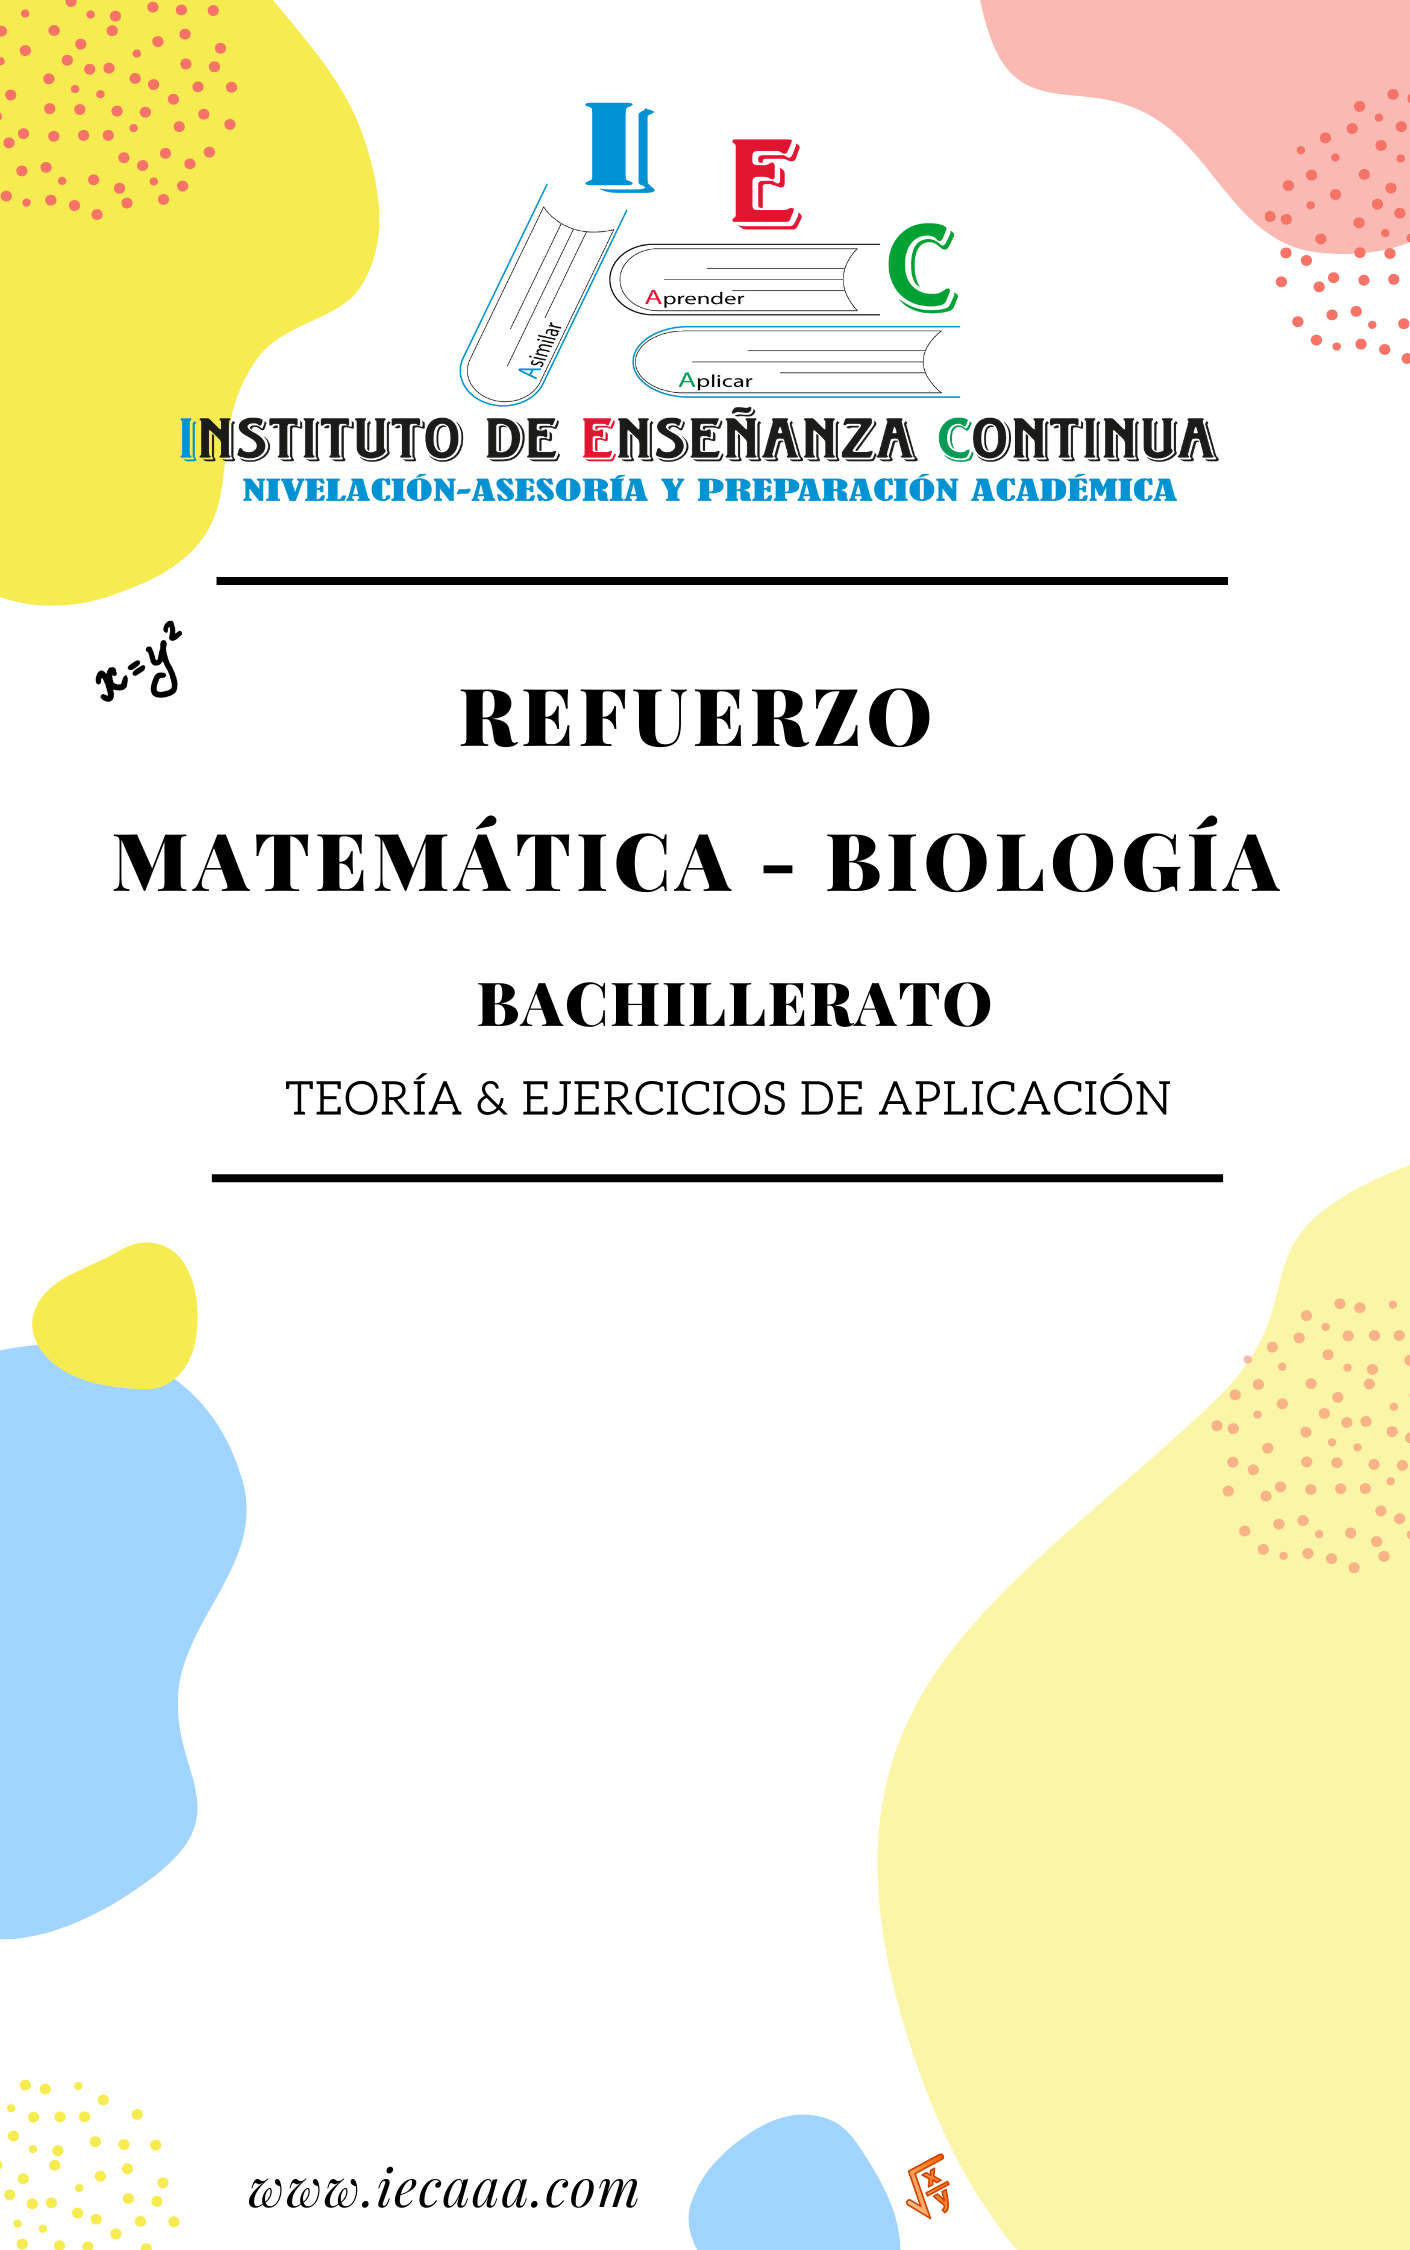 I E C
Asimilar
Aprender
Aplicar
INSTITUTO DE ENSEÑANZA CONTINUA
NIVELACIÓN-ASESORÍA Y PREPARACIÓN ACADÉMICA
x=y²
REFUERZO
MATEMÁTICA - BIOLOGÍA
BACHILLERATO
TEORÍA & EJERCICIOS DE APLICACIÓN
www.iecaaa.com
√x/y